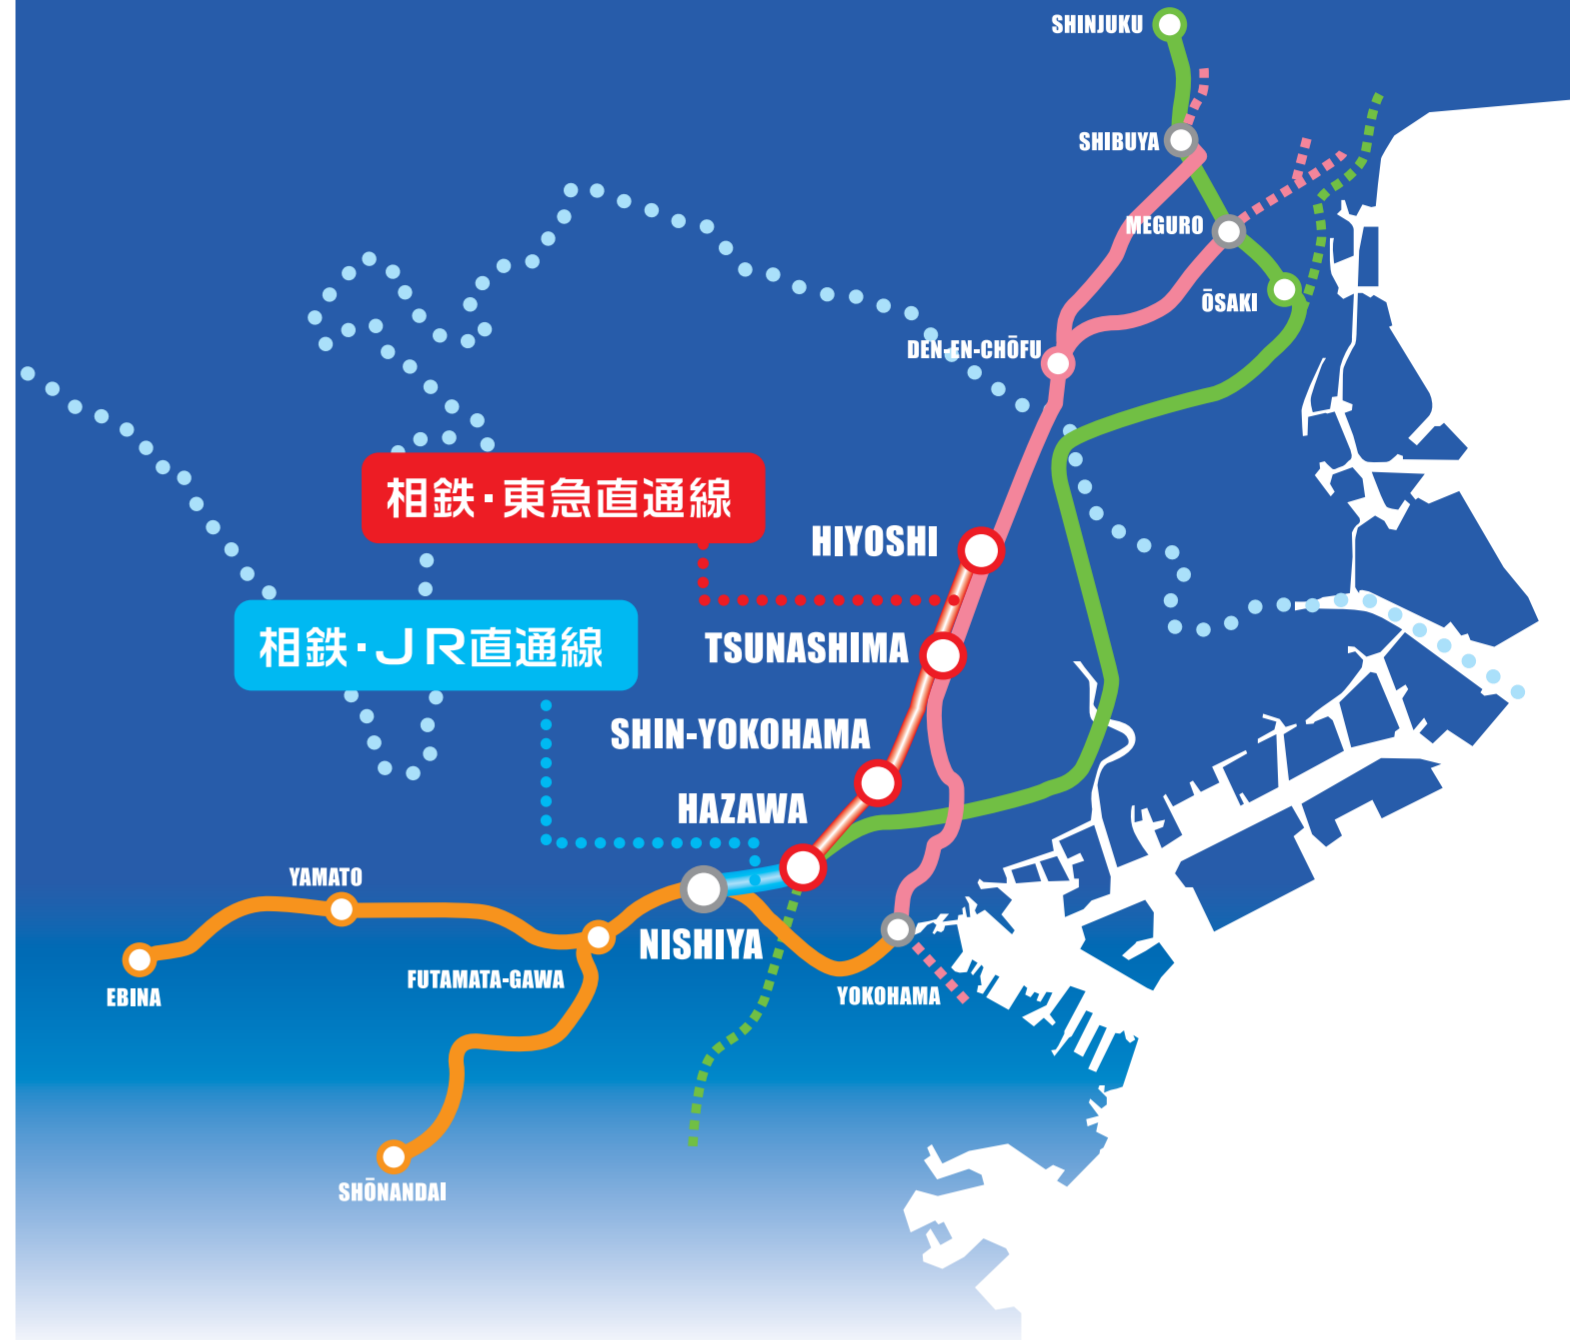 SHINJUKU
SHIBUYA
MEGURO
ŌSAKI
DEN-EN-CHŌFU
相鉄・東急直通線
HIYOSHI
相鉄・JR直通線
TSUNASHIMA
SHIN-YOKOHAMA
HAZAWA
YAMATO
NISHIYA
FUTAMATA-GAWA
EBINA
YOKOHAMA
SHŌNANDAI